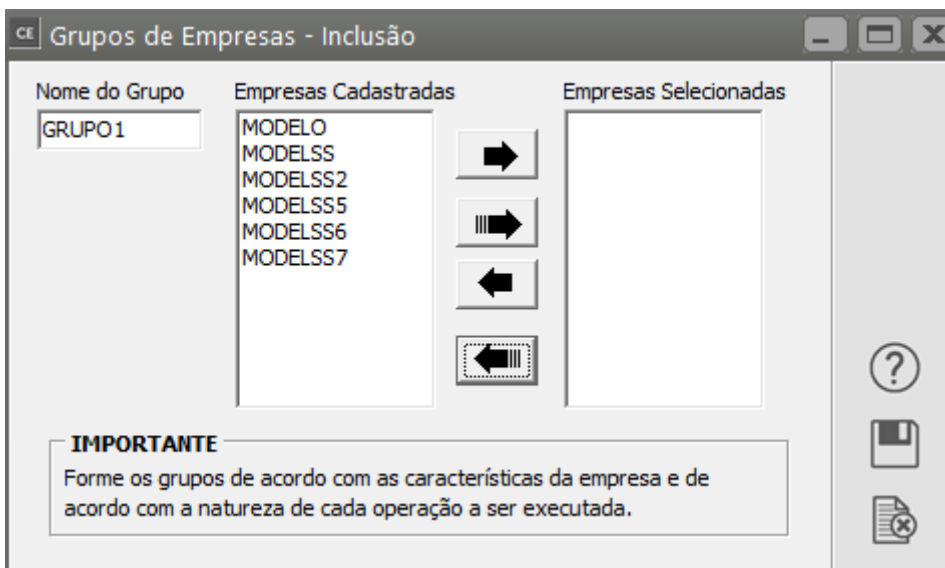 CE Grupos de Empresas - Inclusão
Nome do Grupo
GRUPO1
Empresas Cadastradas
MODELO
MODELSS
MODELSS2
MODELSS5
MODELSS6
MODELSS7
Empresas Selecionadas
IMPORTANTE
Forme os grupos de acordo com as características da empresa e de
acordo com a natureza de cada operação a ser executada.